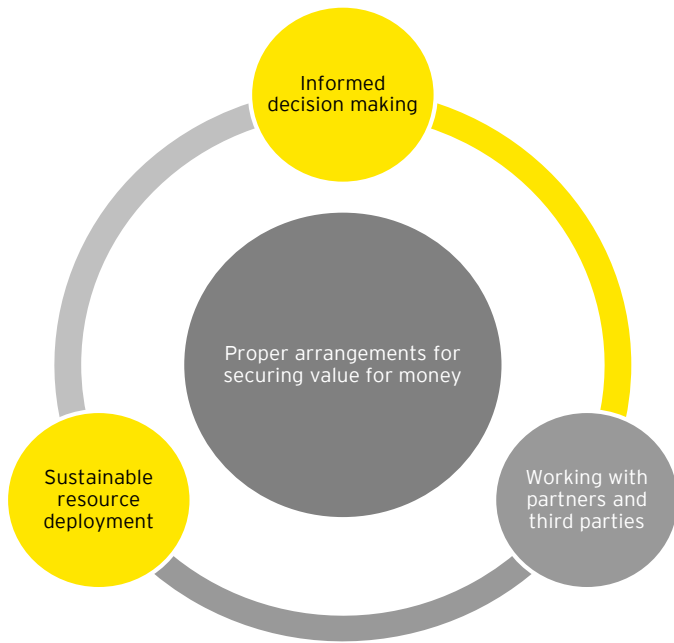 Informed
decision making
Proper arrangements for
securing value for money
Sustainable
resource
deployment
Working with
partners and
third parties